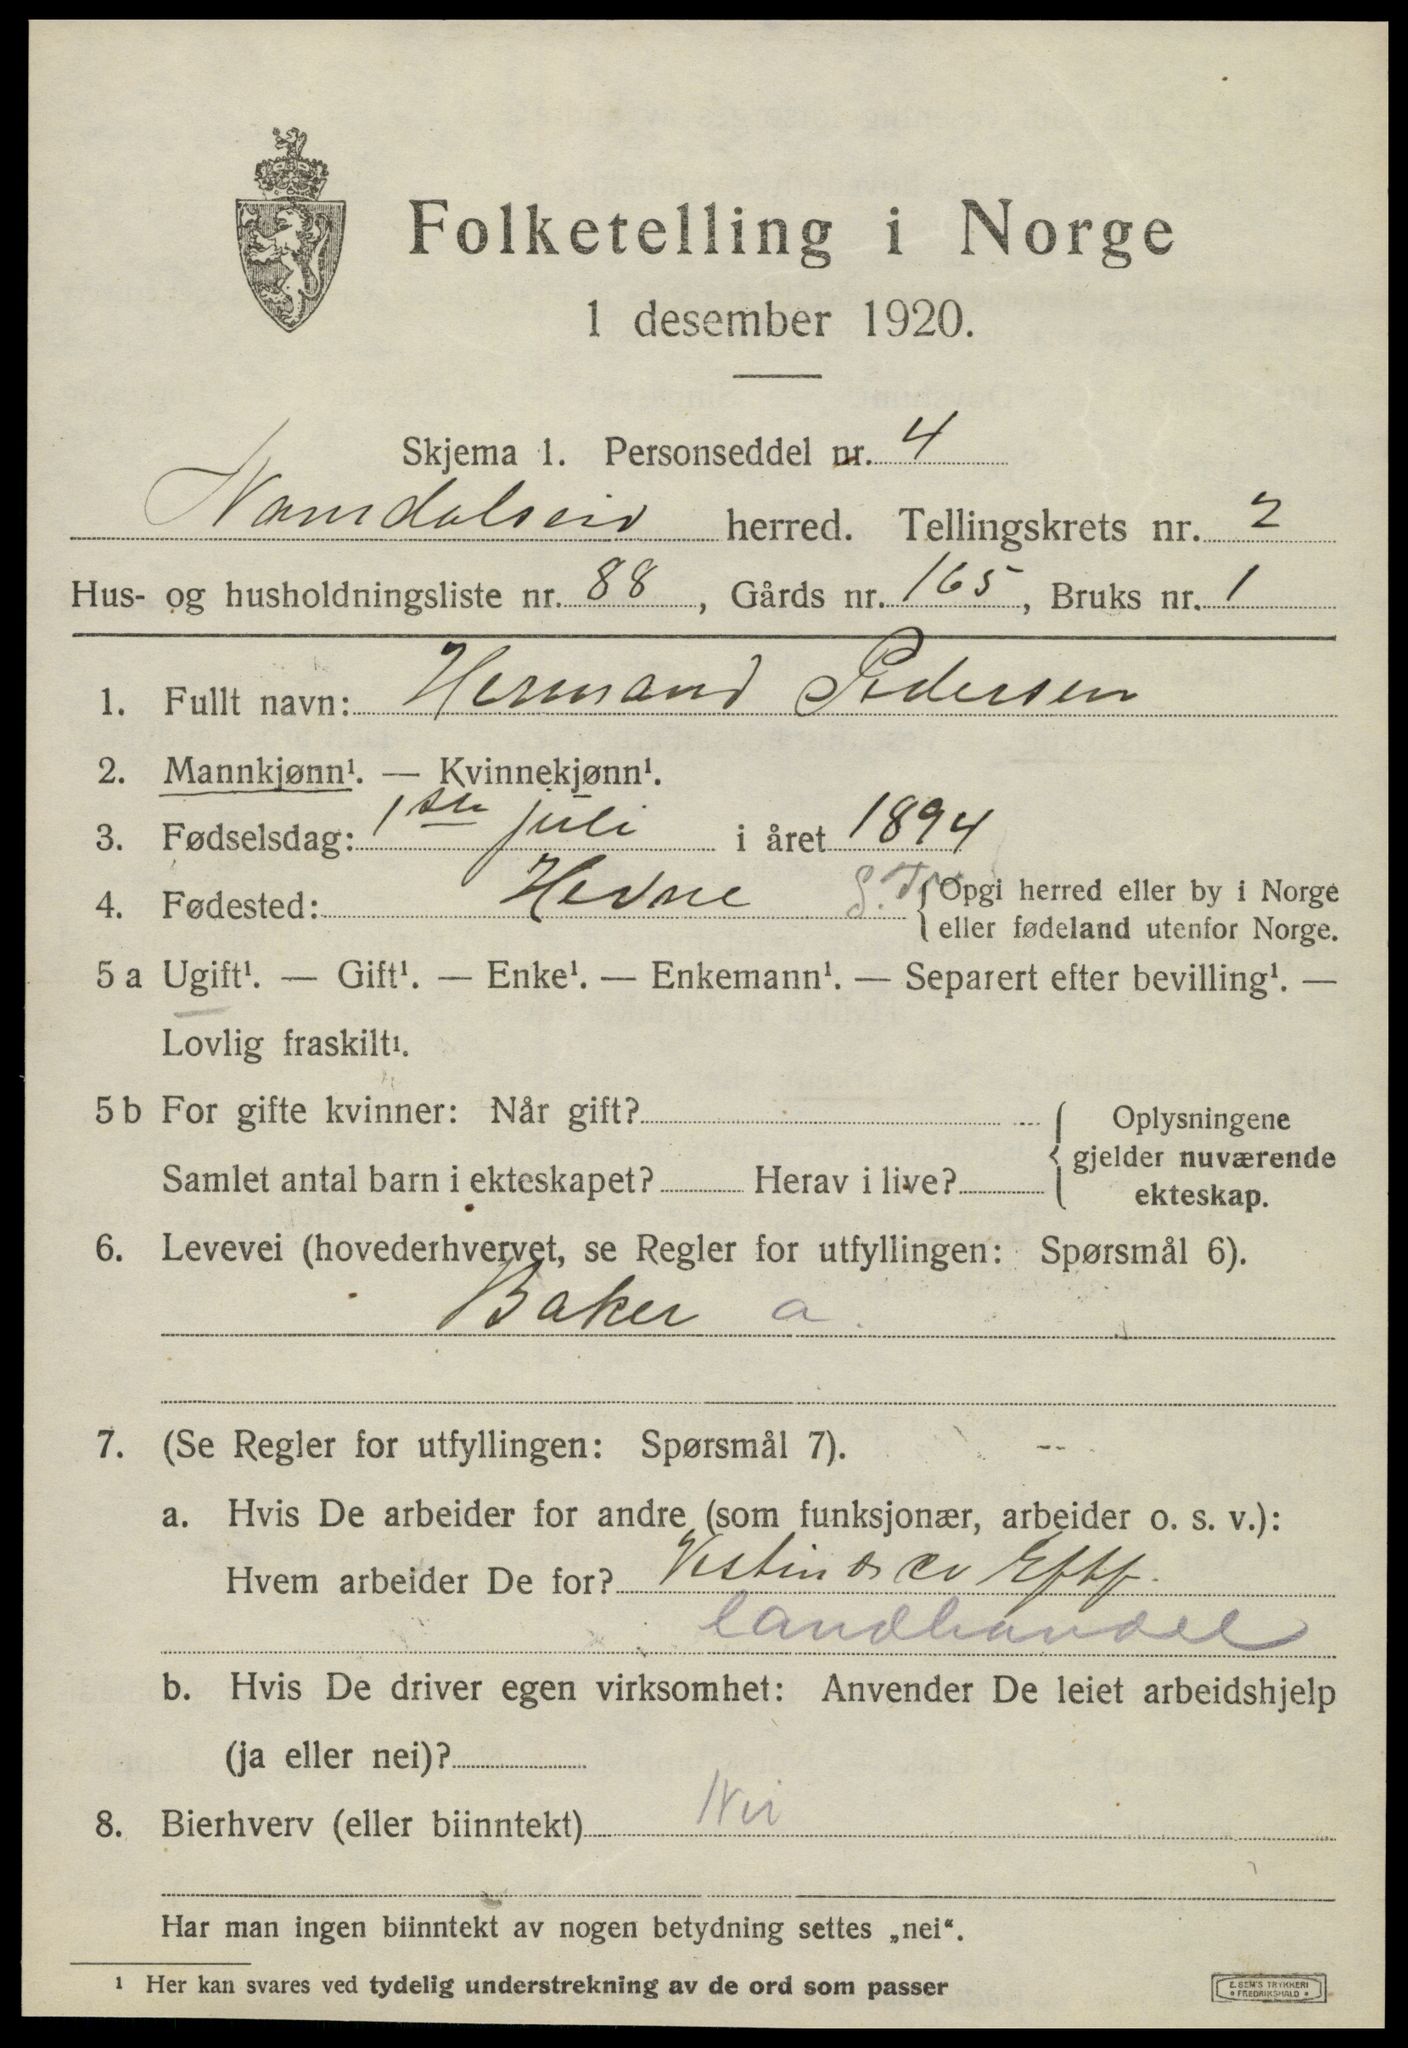 Folketelling i Norge
1 desember 1920.
Skjema 1. Personseddel nr. 4
Namdalseid herred. Tellingskrets nr. 2
Hus- og husholdningsliste nr. 88, Gårds nr. 165, Bruks nr. 1
1. Fullt navn: Hermand Pedersen
2. Mannkjønn¹. — Kvinnekjønn¹.
3. Fødselsdag: 1ste juli i året 1894
4. Fødested: Hevne S.Tr. {Opgi herred eller by i Norge
eller fødeland utenfor Norge.
5 a Ugift¹. — Gift¹. — Enke¹. — Enkemann¹. — Separert efter bevilling¹. —
Lovlig fraskilt¹.
5 b For gifte kvinner: Når gift?
Samlet antal barn i ekteskapet? Herav i live?
{Oplysningene
gjelder nuværende
ekteskap.
6. Levevei (hovederhvervet, se Regler for utfyllingen: Spørsmål 6).
Baker a.
7. (Se Regler for utfyllingen: Spørsmål 7).
a. Hvis De arbeider for andre (som funksjonær, arbeider o. s. v.):
Hvem arbeider De for? Vestin & Co Eftf.
landhandel
b. Hvis De driver egen virksomhet: Anvender De leiet arbeidshjelp
(ja eller nei)?
8. Bierhverv (eller biinntekt) Nei
Har man ingen biinntekt av nogen betydning settes „nei“.
¹ Her kan svares ved tydelig understrekning av de ord som passer
E. SEM'S TRYKKERI
FREDRIKSHALD